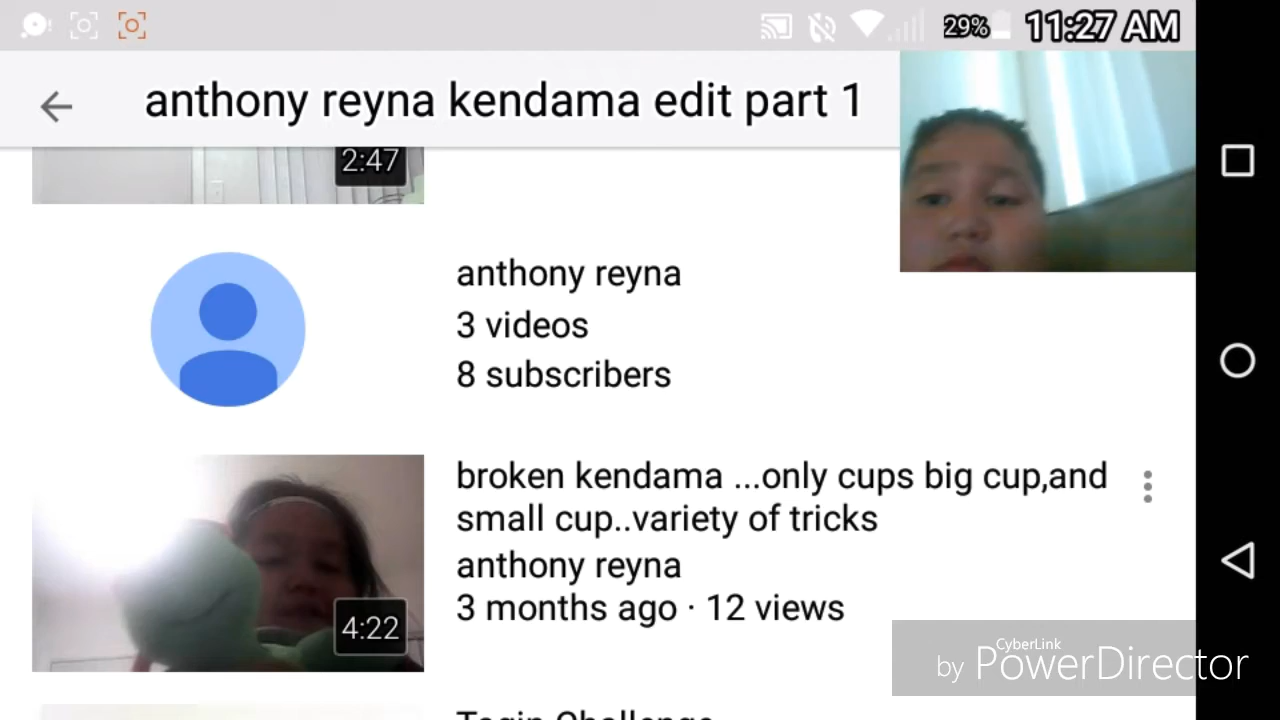 29% 11:27 AM
anthony reyna kendama edit part 1
2:47
anthony reyna
3 videos
8 subscribers
broken kendama ...only cups big cup,and
small cup..variety of tricks
anthony reyna
3 months ago · 12 views
4:22
CyberLink
by PowerDirector
Challenge